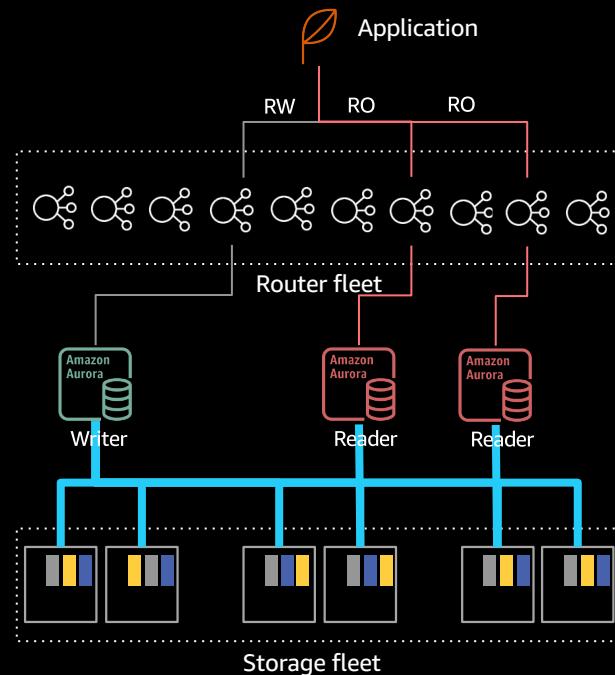 Application
RW
RO
RO
Router fleet
Amazon
Aurora
Amazon
Aurora
Amazon
Aurora
Writer
Reader
Reader
Storage fleet